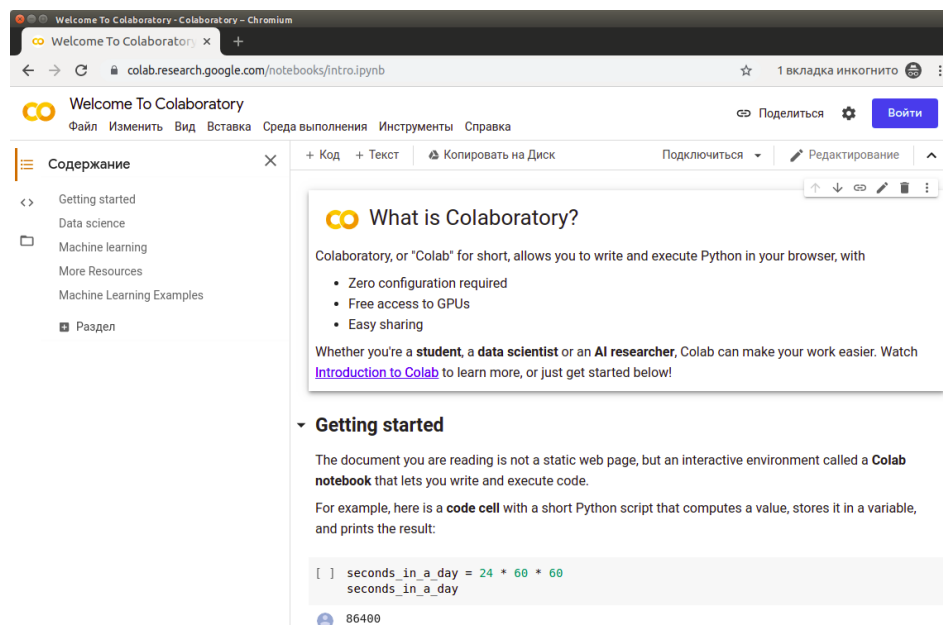 Welcome To Colaboratory - Colaboratory – Chromium
Welcome To Colaboratory
colab.research.google.com/notebooks/intro.ipynb
1 вкладка инкогнито
Welcome To Colaboratory
Файл Изменить Вид Вставка Среда выполнения Инструменты Справка
Поделиться
Войти
Содержание
Getting started
Data science
Machine learning
More Resources
Machine Learning Examples
Раздел
+ Код + Текст Копировать на Диск Подключиться Редактирование
What is Colaboratory?
Colaboratory, or "Colab" for short, allows you to write and execute Python in your browser, with
• Zero configuration required
• Free access to GPUs
• Easy sharing
Whether you're a student, a data scientist or an AI researcher, Colab can make your work easier. Watch
Introduction to Colab to learn more, or just get started below!
Getting started
The document you are reading is not a static web page, but an interactive environment called a Colab
notebook that lets you write and execute code.
For example, here is a code cell with a short Python script that computes a value, stores it in a variable,
and prints the result:
[ ] seconds_in_a_day = 24 * 60 * 60
seconds_in_a_day
86400